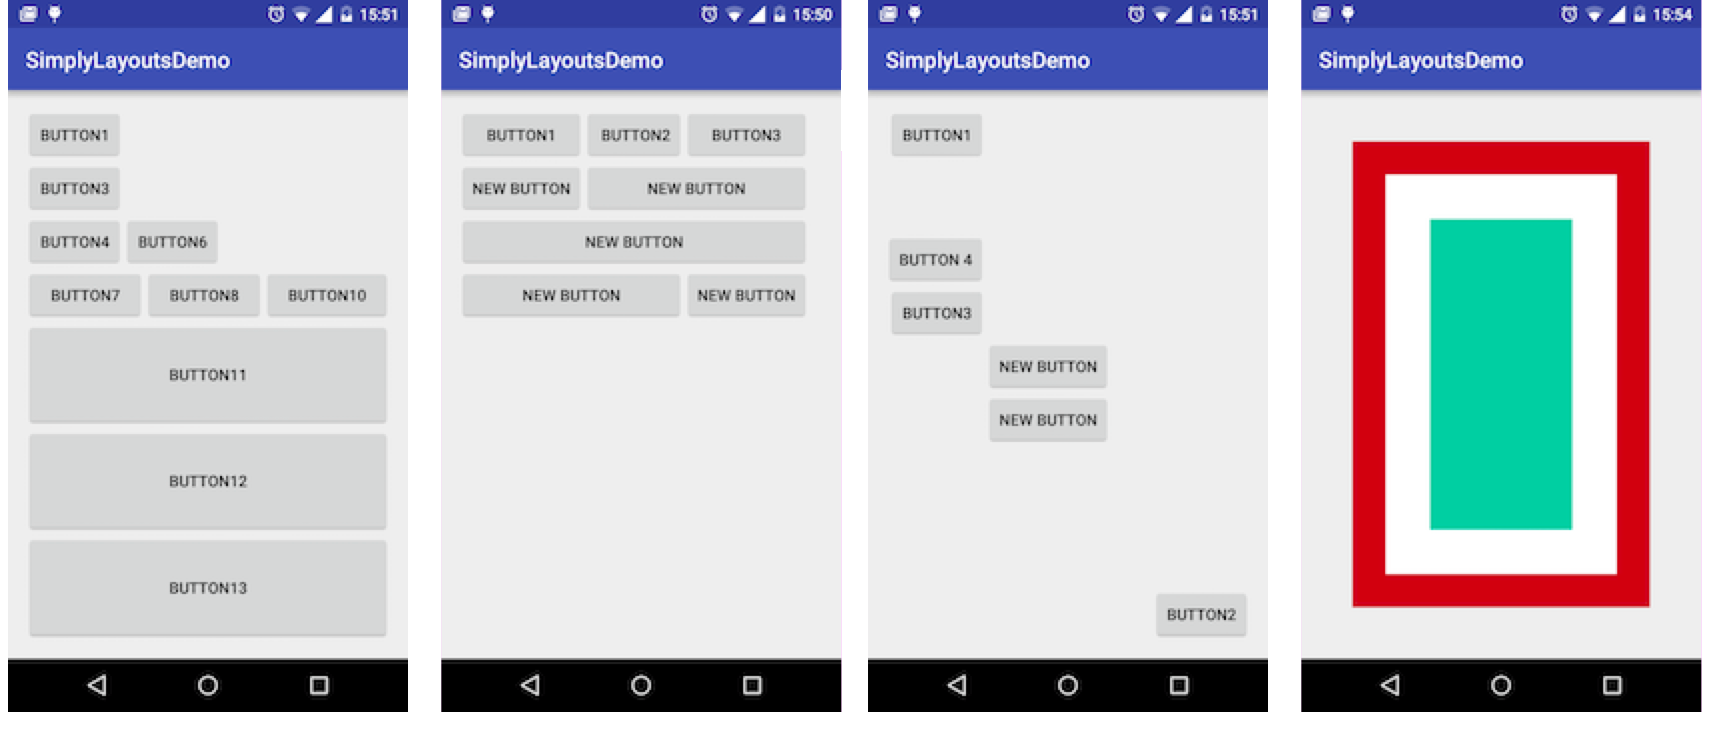 15:51
SimplyLayoutsDemo
BUTTON1
BUTTON3
BUTTON4 BUTTON6
BUTTON7 BUTTON8 BUTTON10
BUTTON11
BUTTON12
BUTTON13
15:50
SimplyLayoutsDemo
BUTTON1 BUTTON2 BUTTON3
NEW BUTTON NEW BUTTON
NEW BUTTON
NEW BUTTON NEW BUTTON
15:51
SimplyLayoutsDemo
BUTTON1
BUTTON 4
BUTTON3
NEW BUTTON
NEW BUTTON
BUTTON2
15:54
SimplyLayoutsDemo